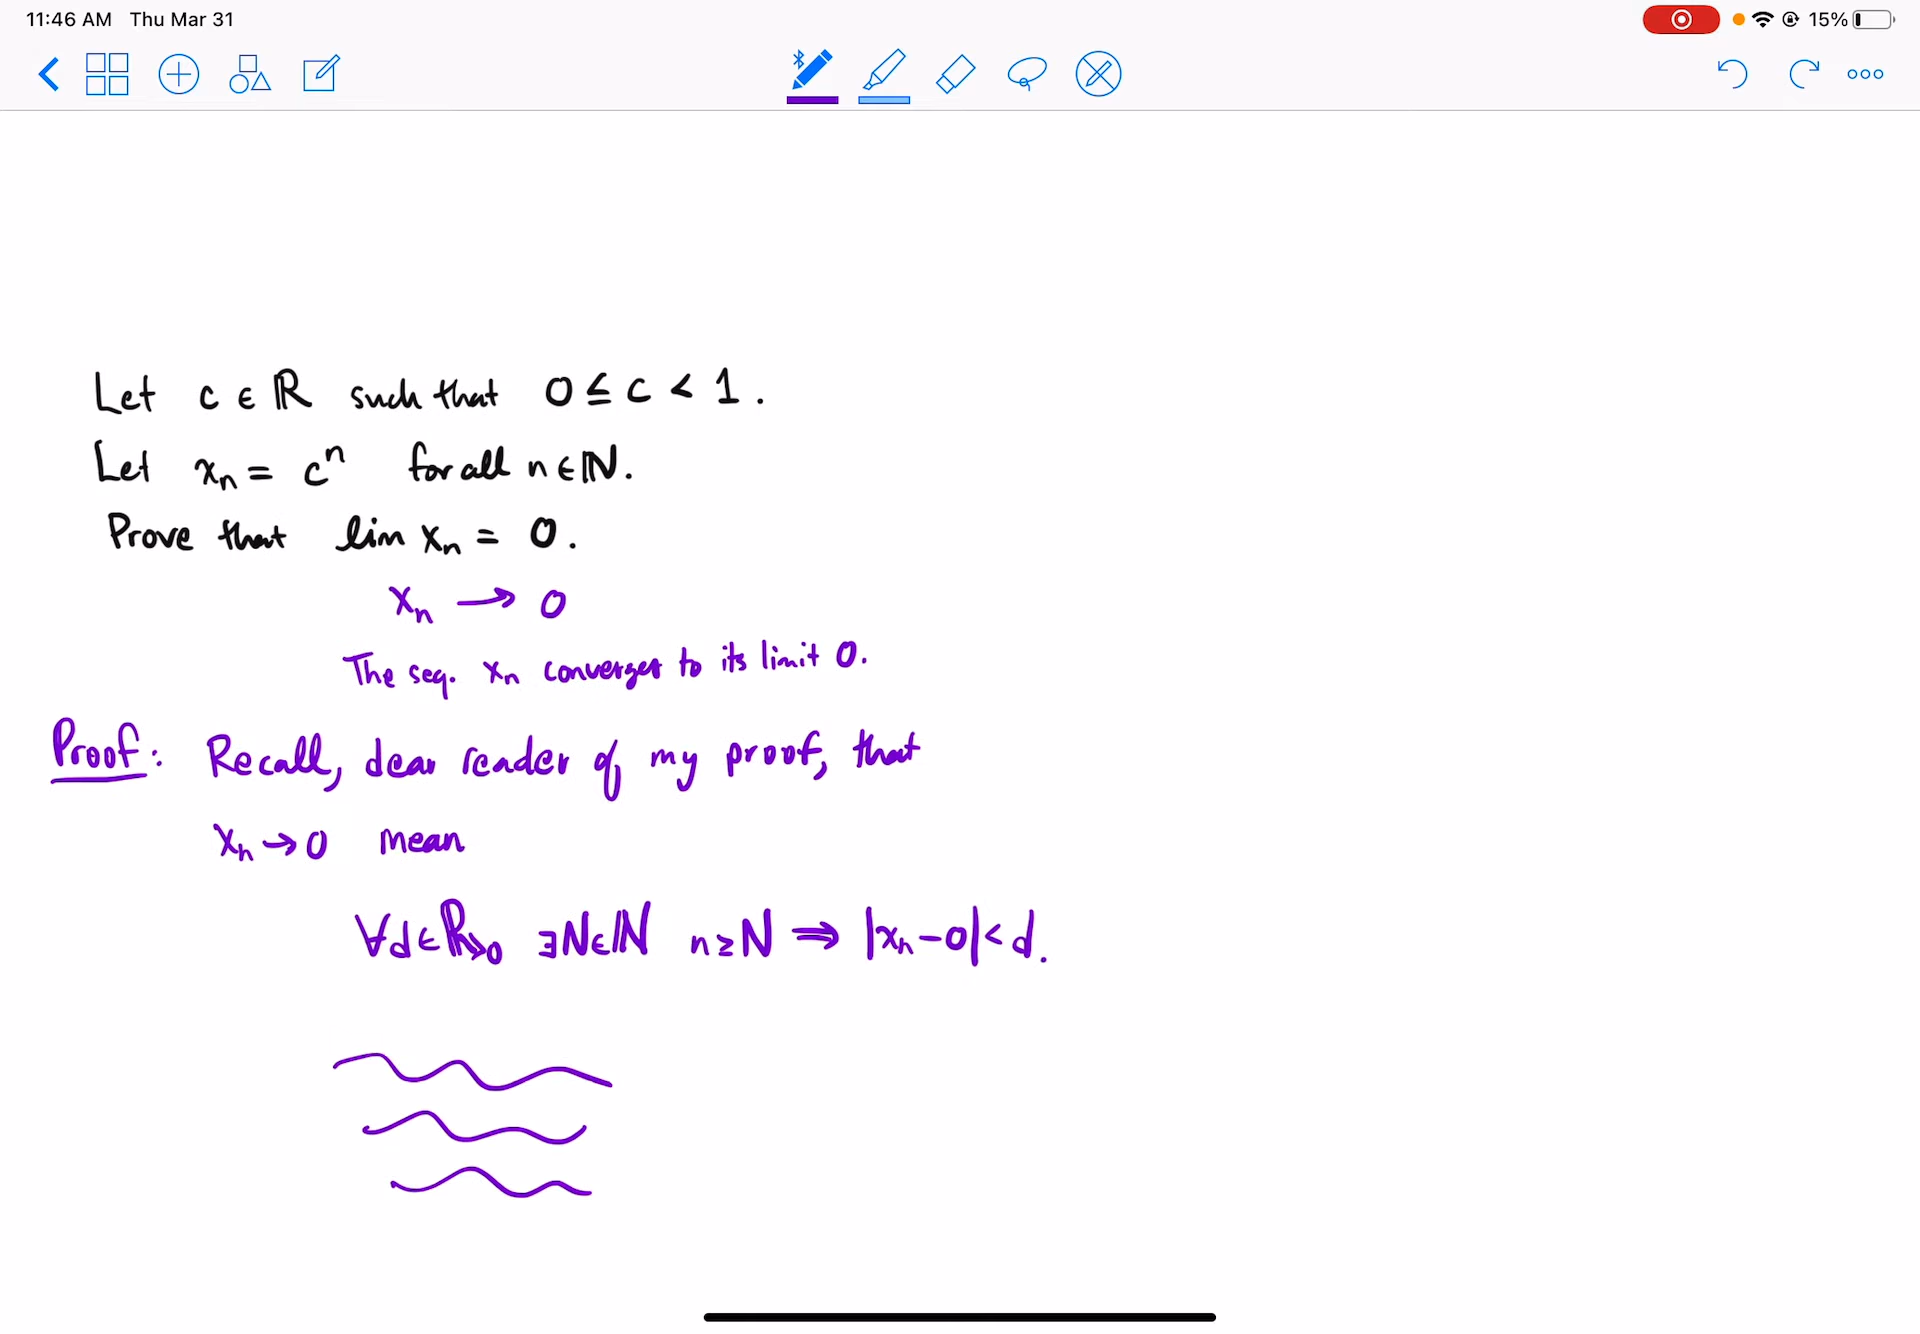 11:46 AM Thu Mar 31
15%
Let c ∈ ℝ such that 0 ≤ c < 1.
Let xₙ = cⁿ for all n ∈ ℕ.
Prove that lim xₙ = 0.
xₙ → 0
The seq. xₙ converges to its limit 0.
Proof: Recall, dear reader of my proof, that
xₙ → 0 mean
∀d∈ℝ_{>0} ∃N∈ℕ n≥N ⇒ |xₙ-0|<d.